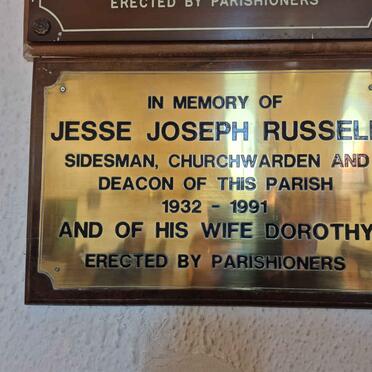 ERECTED BY PARISHIONERS
IN MEMORY OF
JESSE JOSEPH RUSSELL
SIDESMAN, CHURCHWARDEN AND
DEACON OF THIS PARISH
1932 - 1991
AND OF HIS WIFE DOROTHY
ERECTED BY PARISHIONERS